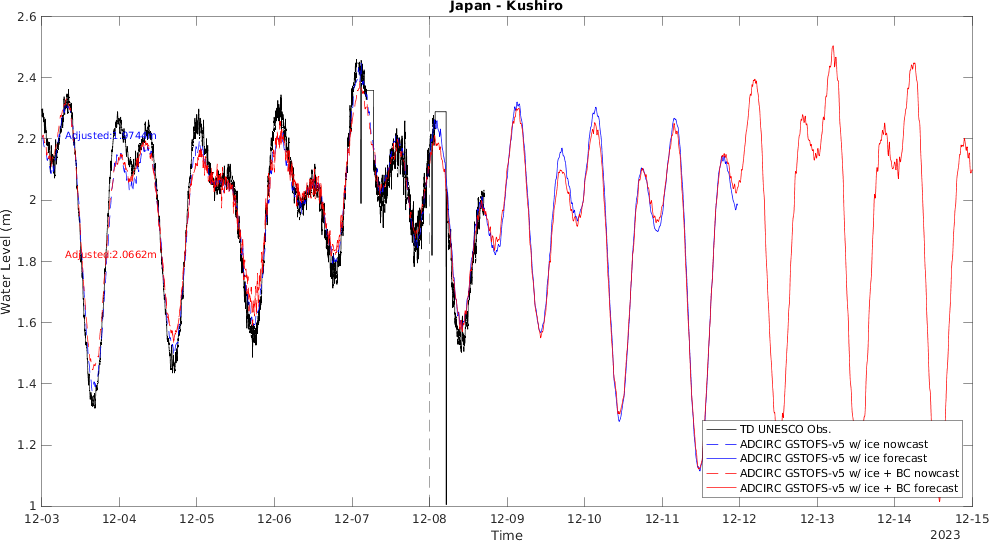 Japan - Kushiro
2.6
2.4
2.2
2
1.8
1.6
1.4
1.2
1
Water Level (m)
Adjusted:2.0662m
TD UNESCO Obs.
ADCIRC GSTOFS-v5 w/ ice nowcast
ADCIRC GSTOFS-v5 w/ ice forecast
ADCIRC GSTOFS-v5 w/ ice + BC nowcast
ADCIRC GSTOFS-v5 w/ ice + BC forecast
12-03 12-04 12-05 12-06 12-07 12-08 12-09 12-10 12-11 12-12 12-13 12-14 12-15
Time
2023